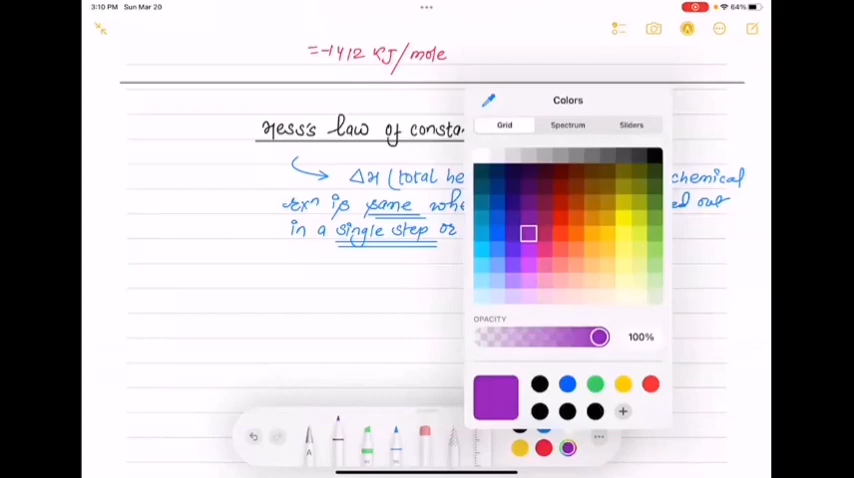 3:10 PM Sun Mar 20
64%
=-1412 KJ/mole
Hess's law of consta
Colors
Grid Spectrum Sliders
ΔH (total he chemical
rxⁿ is same whe ed out
in a single step or
OPACITY
100%
A